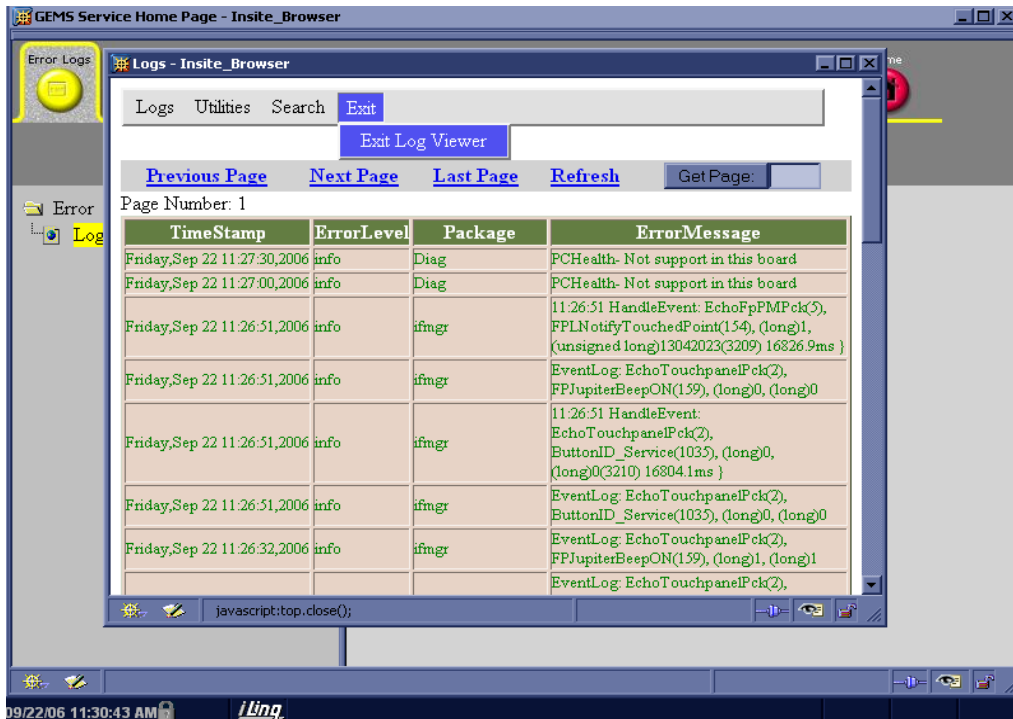 GEMS Service Home Page - Insite_Browser
Error Logs
me
Logs - Insite_Browser
Logs Utilities Search Exit
Exit Log Viewer
Previous Page Next Page Last Page Refresh Get Page:
Page Number: 1
Error
Log
TimeStamp ErrorLevel Package ErrorMessage
Friday,Sep 22 11:27:30,2006 info Diag PCHealth- Not support in this board
Friday,Sep 22 11:27:00,2006 info Diag PCHealth- Not support in this board
Friday,Sep 22 11:26:51,2006 info ifmgr 11:26:51 HandleEvent: EchoFpPMPck(5),
FPLNotifyTouchedPoint(154), (long)1,
(unsigned long)13042023(3209) 16826.9ms }
Friday,Sep 22 11:26:51,2006 info ifmgr EventLog: EchoTouchpanelPck(2),
FPJupiterBeepON(159), (long)0, (long)0
Friday,Sep 22 11:26:51,2006 info ifmgr 11:26:51 HandleEvent:
EchoTouchpanelPck(2),
ButtonID_Service(1035), (long)0,
(long)0(3210) 16804.1ms }
Friday,Sep 22 11:26:51,2006 info ifmgr EventLog: EchoTouchpanelPck(2),
ButtonID_Service(1035), (long)0, (long)0
Friday,Sep 22 11:26:32,2006 info ifmgr EventLog: EchoTouchpanelPck(2),
FPJupiterBeepON(159), (long)1, (long)1
EventLog: EchoTouchpanelPck(2),
javascript:top.close();
09/22/06 11:30:43 AM iLinq